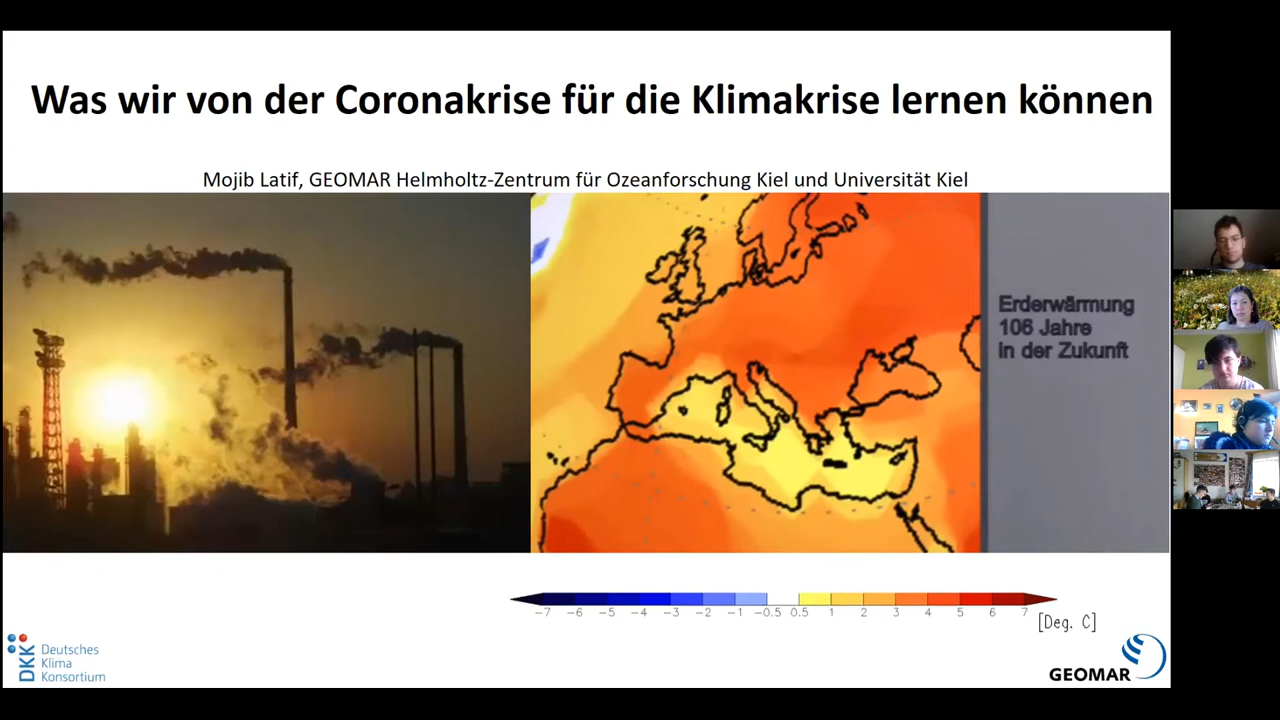 Was wir von der Coronakrise für die Klimakrise lernen können
Mojib Latif, GEOMAR Helmholtz-Zentrum für Ozeanforschung Kiel und Universität Kiel
Erderwärmung
106 Jahre
in der Zukunft
−7 −6 −5 −4 −3 −2 −1 −0.5 0.5 1 2 3 4 5 6 7
[Deg. C]
DKK
Deutsches
Klima
Konsortium
GEOMAR